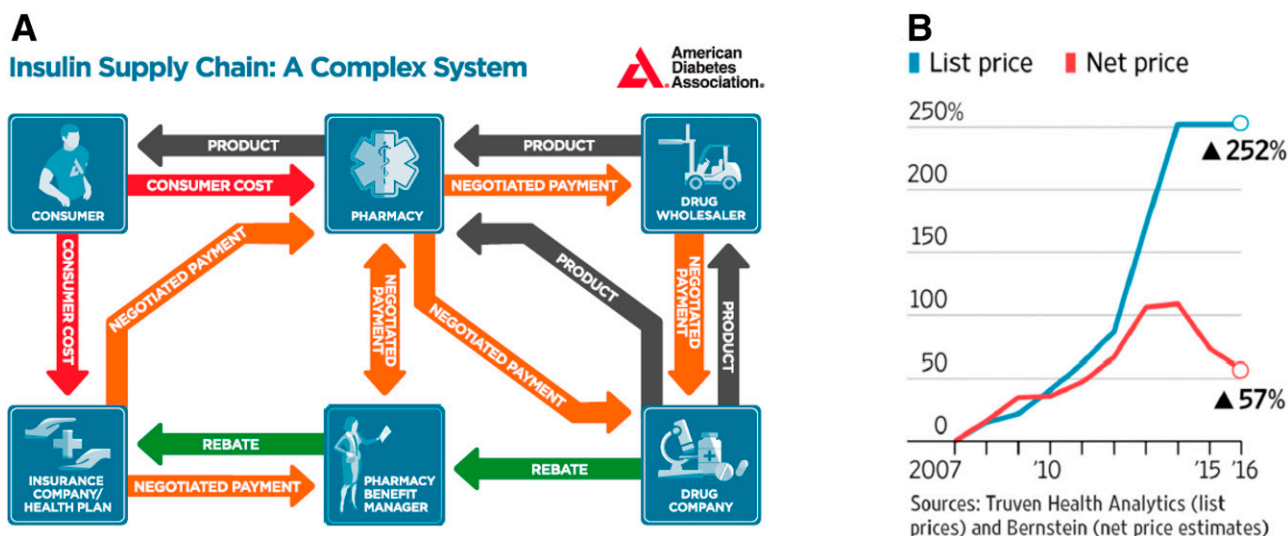 A
Insulin Supply Chain: A Complex System
American
Diabetes
Association®
CONSUMER
PRODUCT
CONSUMER COST
PHARMACY
PRODUCT
NEGOTIATED PAYMENT
DRUG
WHOLESALER
CONSUMER COST
NEGOTIATED PAYMENT
NEGOTIATED
PAYMENT
NEGOTIATED PAYMENT
PRODUCT
NEGOTIATED
PAYMENT
PRODUCT
INSURANCE
COMPANY/
HEALTH PLAN
REBATE
NEGOTIATED PAYMENT
PHARMACY
BENEFIT
MANAGER
REBATE
DRUG
COMPANY
B
List price Net price
250%
200
150
100
50
0
▲252%
▲57%
2007 '10 '15 '16
Sources: Truven Health Analytics (list
prices) and Bernstein (net price estimates)